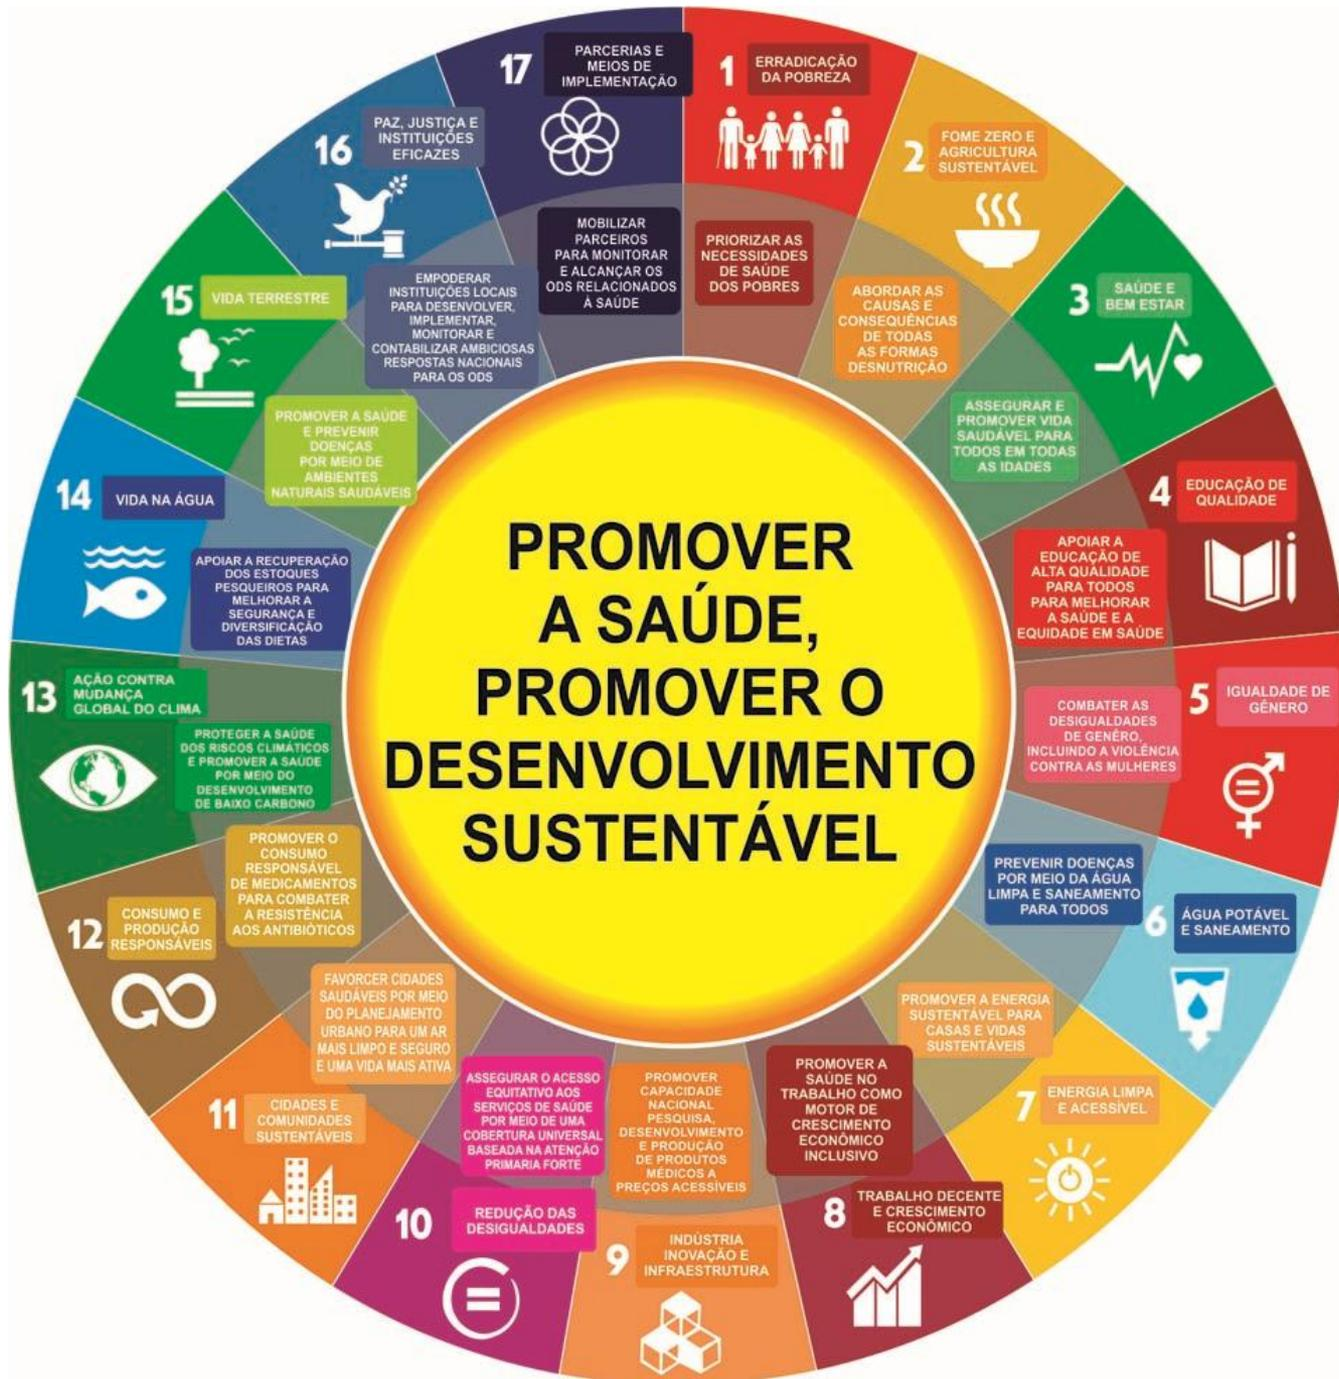 PROMOVER
A SAÚDE,
PROMOVER O
DESENVOLVIMENTO
SUSTENTÁVEL
1
ERRADICAÇÃO
DA POBREZA
PRIORIZAR AS
NECESSIDADES
DE SAÚDE
DOS POBRES
2
FOME ZERO E
AGRICULTURA
SUSTENTÁVEL
ABORDAR AS
CAUSAS E
CONSEQUÊNCIAS
DE TODAS
AS FORMAS
DESNUTRIÇÃO
3
SAÚDE E
BEM ESTAR
ASSEGURAR E
PROMOVER VIDA
SAUDÁVEL PARA
TODOS EM TODAS
AS IDADES
4
EDUCAÇÃO DE
QUALIDADE
APOIAR A
EDUCAÇÃO DE
ALTA QUALIDADE
PARA TODOS
PARA MELHORAR
A SAÚDE E A
EQUIDADE EM SAÚDE
5
IGUALDADE DE
GÊNERO
COMBATER AS
DESIGUALDADES
DE GENÊRO,
INCLUINDO A VIOLÊNCIA
CONTRA AS MULHERES
6
ÁGUA POTÁVEL
E SANEAMENTO
PREVENIR DOENÇAS
POR MEIO DA ÁGUA
LIMPA E SANEAMENTO
PARA TODOS
7
ENERGIA LIMPA
E ACESSÍVEL
PROMOVER A ENERGIA
SUSTENTÁVEL PARA
CASAS E VIDAS
SUSTENTÁVEIS
8
TRABALHO DECENTE
E CRESCIMENTO
ECONÔMICO
PROMOVER A
SAÚDE NO
TRABALHO COMO
MOTOR DE
CRESCIMENTO
ECONÔMICO
INCLUSIVO
9
INDÚSTRIA
INOVAÇÃO E
INFRAESTRUTURA
PROMOVER
CAPACIDADE
NACIONAL
PESQUISA,
DESENVOLVIMENTO
E PRODUÇÃO
DE PRODUTOS
MÉDICOS A
PREÇOS ACESSÍVEIS
10
REDUÇÃO DAS
DESIGUALDADES
ASSEGURAR O ACESSO
EQUITATIVO AOS
SERVIÇOS DE SAÚDE
POR MEIO DE UMA
COBERTURA UNIVERSAL
BASEADA NA ATENÇÃO
PRIMARIA FORTE
11
CIDADES E
COMUNIDADES
SUSTENTÁVEIS
FAVORCER CIDADES
SAUDÁVEIS POR MEIO
DO PLANEJAMENTO
URBANO PARA UM AR
MAIS LIMPO E SEGURO
E UMA VIDA MAIS ATIVA
12
CONSUMO E
PRODUÇÃO
RESPONSÁVEIS
PROMOVER O
CONSUMO
RESPONSÁVEL
DE MEDICAMENTOS
PARA COMBATER
A RESISTÊNCIA
AOS ANTIBIÓTICOS
13
AÇÃO CONTRA
MUDANÇA
GLOBAL DO CLIMA
PROTEGER A SAÚDE
DOS RISCOS CLIMÁTICOS
E PROMOVER A SAÚDE
POR MEIO DO
DESENVOLVIMENTO
DE BAIXO CARBONO
14
VIDA NA ÁGUA
APOIAR A RECUPERAÇÃO
DOS ESTOQUES
PESQUEIROS PARA
MELHORAR A
SEGURANÇA E
DIVERSIFICAÇÃO
DAS DIETAS
15
VIDA TERRESTRE
PROMOVER A SAÚDE
E PREVENIR
DOENÇAS
POR MEIO DE
AMBIENTES
NATURAIS SAUDÁVEIS
16
PAZ, JUSTIÇA E
INSTITUIÇÕES
EFICAZES
EMPODERAR
INSTITUIÇÕES LOCAIS
PARA DESENVOLVER,
IMPLEMENTAR,
MONITORAR E
CONTABILIZAR AMBICIOSAS
RESPOSTAS NACIONAIS
PARA OS ODS
17
PARCERIAS E
MEIOS DE
IMPLEMENTAÇÃO
MOBILIZAR
PARCEIROS
PARA MONITORAR
E ALCANÇAR OS
ODS RELACIONADOS
À SAÚDE